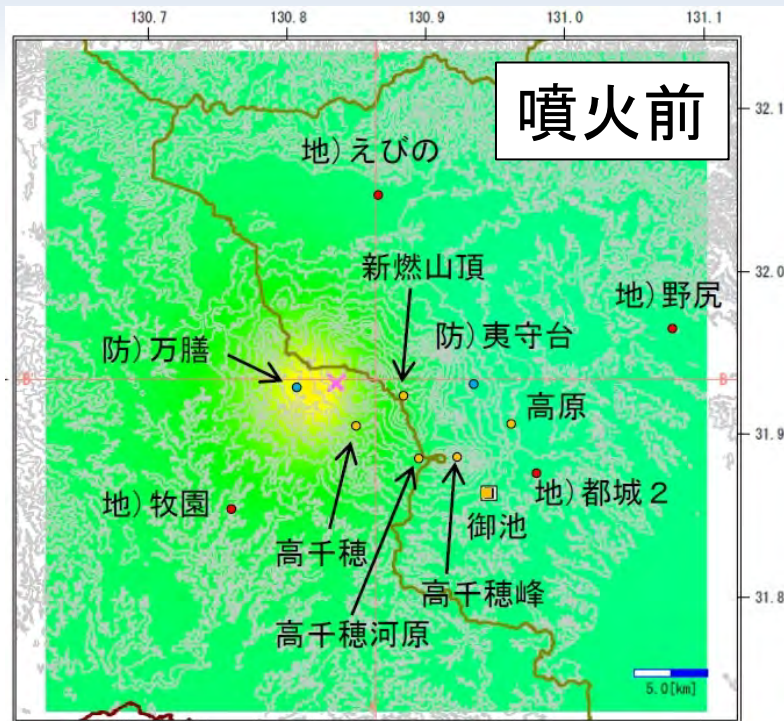 130.7 130.8 130.9 131.0 131.1
噴火前
32.1
地）えびの
新燃山頂
32.0
地）野尻
防）万膳
防）夷守台
B B
高原
31.9
地）牧園
地）都城２
御池
高千穂
高千穂峰
高千穂河原
31.8
5.0[km]